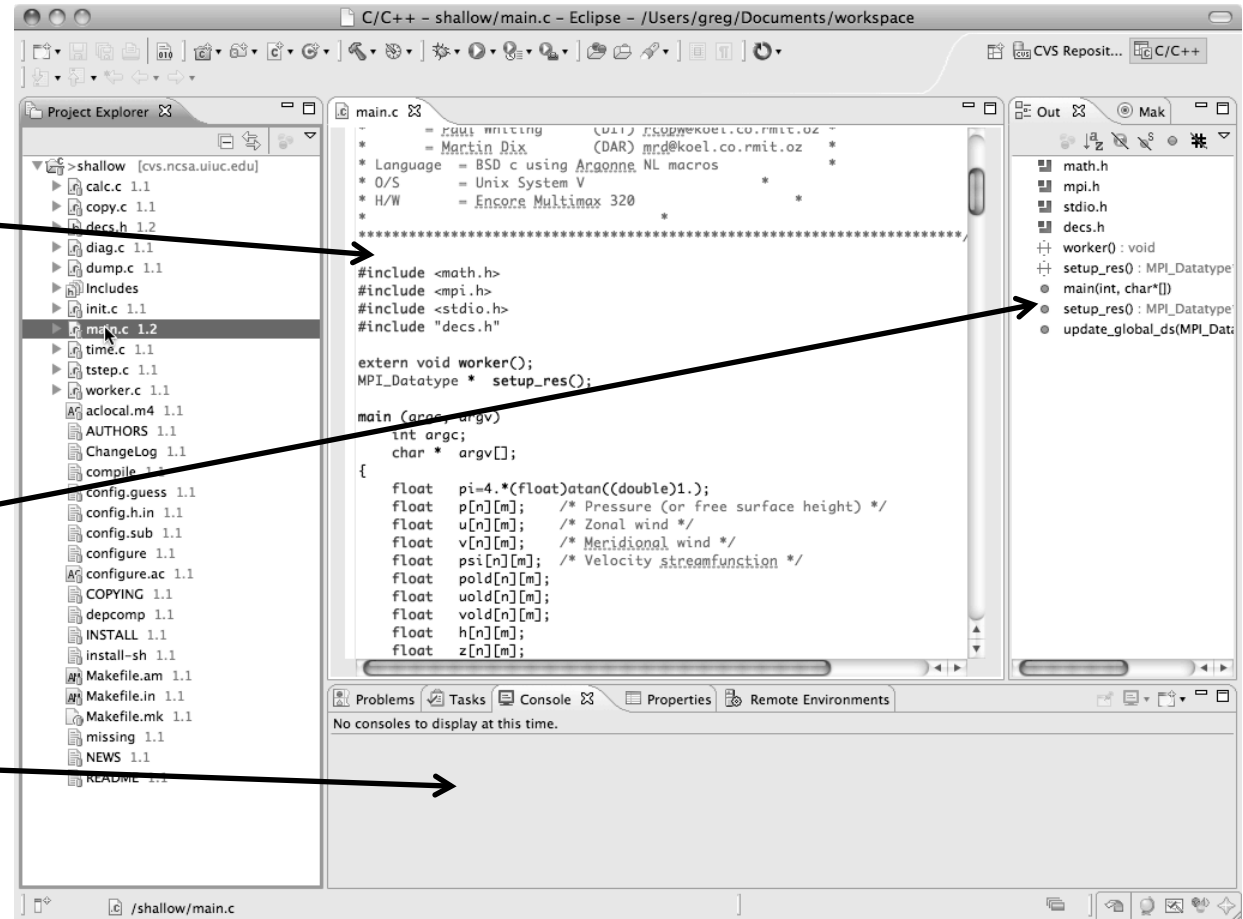 C/C++ - shallow/main.c - Eclipse - /Users/greg/Documents/workspace
CVS Reposit... C/C++
Project Explorer
>shallow [cvs.ncsa.uiuc.edu]
calc.c 1.1
copy.c 1.1
decs.h 1.2
diag.c 1.1
dump.c 1.1
Includes
init.c 1.1
main.c 1.2
time.c 1.1
tstep.c 1.1
worker.c 1.1
aclocal.m4 1.1
AUTHORS 1.1
ChangeLog 1.1
compile 1.1
config.guess 1.1
config.h.in 1.1
config.sub 1.1
configure 1.1
configure.ac 1.1
COPYING 1.1
depcomp 1.1
INSTALL 1.1
install-sh 1.1
Makefile.am 1.1
Makefile.in 1.1
Makefile.mk 1.1
missing 1.1
NEWS 1.1
README 1.1
main.c
* = Paul Whiting (DIT) rcopw@koel.co.rmit.oz *
* = Martin Dix (DAR) mrd@koel.co.rmit.oz *
* Language = BSD c using Argonne NL macros *
* O/S = Unix System V *
* H/W = Encore Multimax 320 *
* *
****************************************************************************/
#include <math.h>
#include <mpi.h>
#include <stdio.h>
#include "decs.h"
extern void worker();
MPI_Datatype * setup_res();
main (argc, argv)
int argc;
char * argv[];
{
float pi=4.*(float)atan((double)1.);
float p[n][m]; /* Pressure (or free surface height) */
float u[n][m]; /* Zonal wind */
float v[n][m]; /* Meridional wind */
float psi[n][m]; /* Velocity streamfunction */
float pold[n][m];
float uold[n][m];
float vold[n][m];
float h[n][m];
float z[n][m];
Out Mak
math.h
mpi.h
stdio.h
decs.h
worker() : void
setup_res() : MPI_Datatype
main(int, char*[])
setup_res() : MPI_Datatype
update_global_ds(MPI_Data
Problems Tasks Console Properties Remote Environments
No consoles to display at this time.
/shallow/main.c